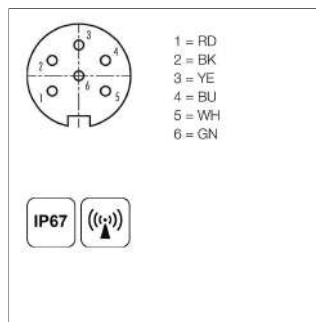 3
2
4
6
1
5
1 = RD
2 = BK
3 = YE
4 = BU
5 = WH
6 = GN
IP67